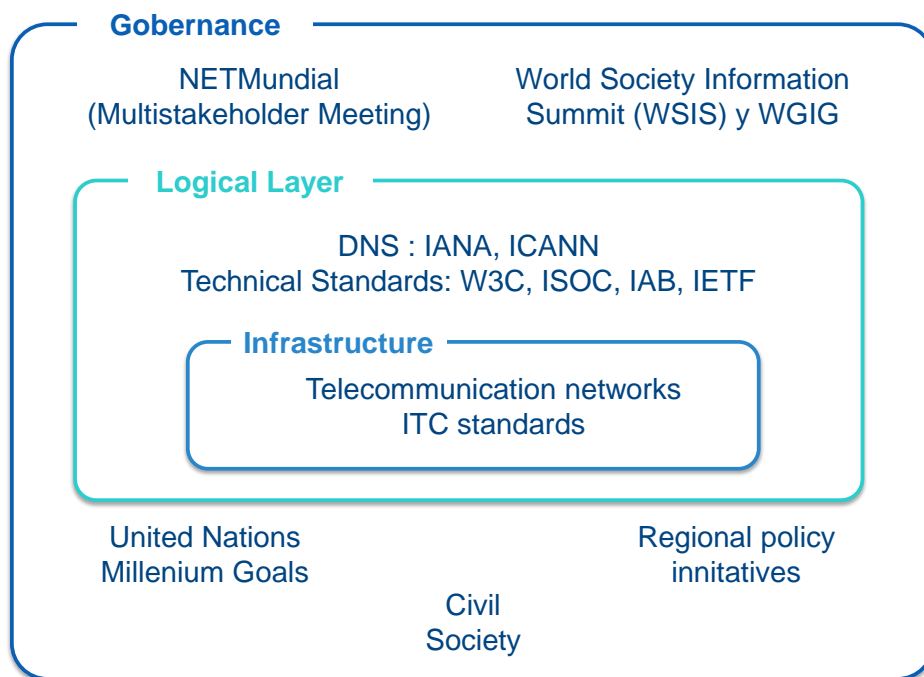 Gobernance
NETMundial
(Multistakeholder Meeting)
World Society Information
Summit (WSIS) y WGIG
Logical Layer
DNS : IANA, ICANN
Technical Standards: W3C, ISOC, IAB, IETF
Infrastructure
Telecommunication networks
ITC standards
United Nations
Millenium Goals
Regional policy
innitatives
Civil
Society